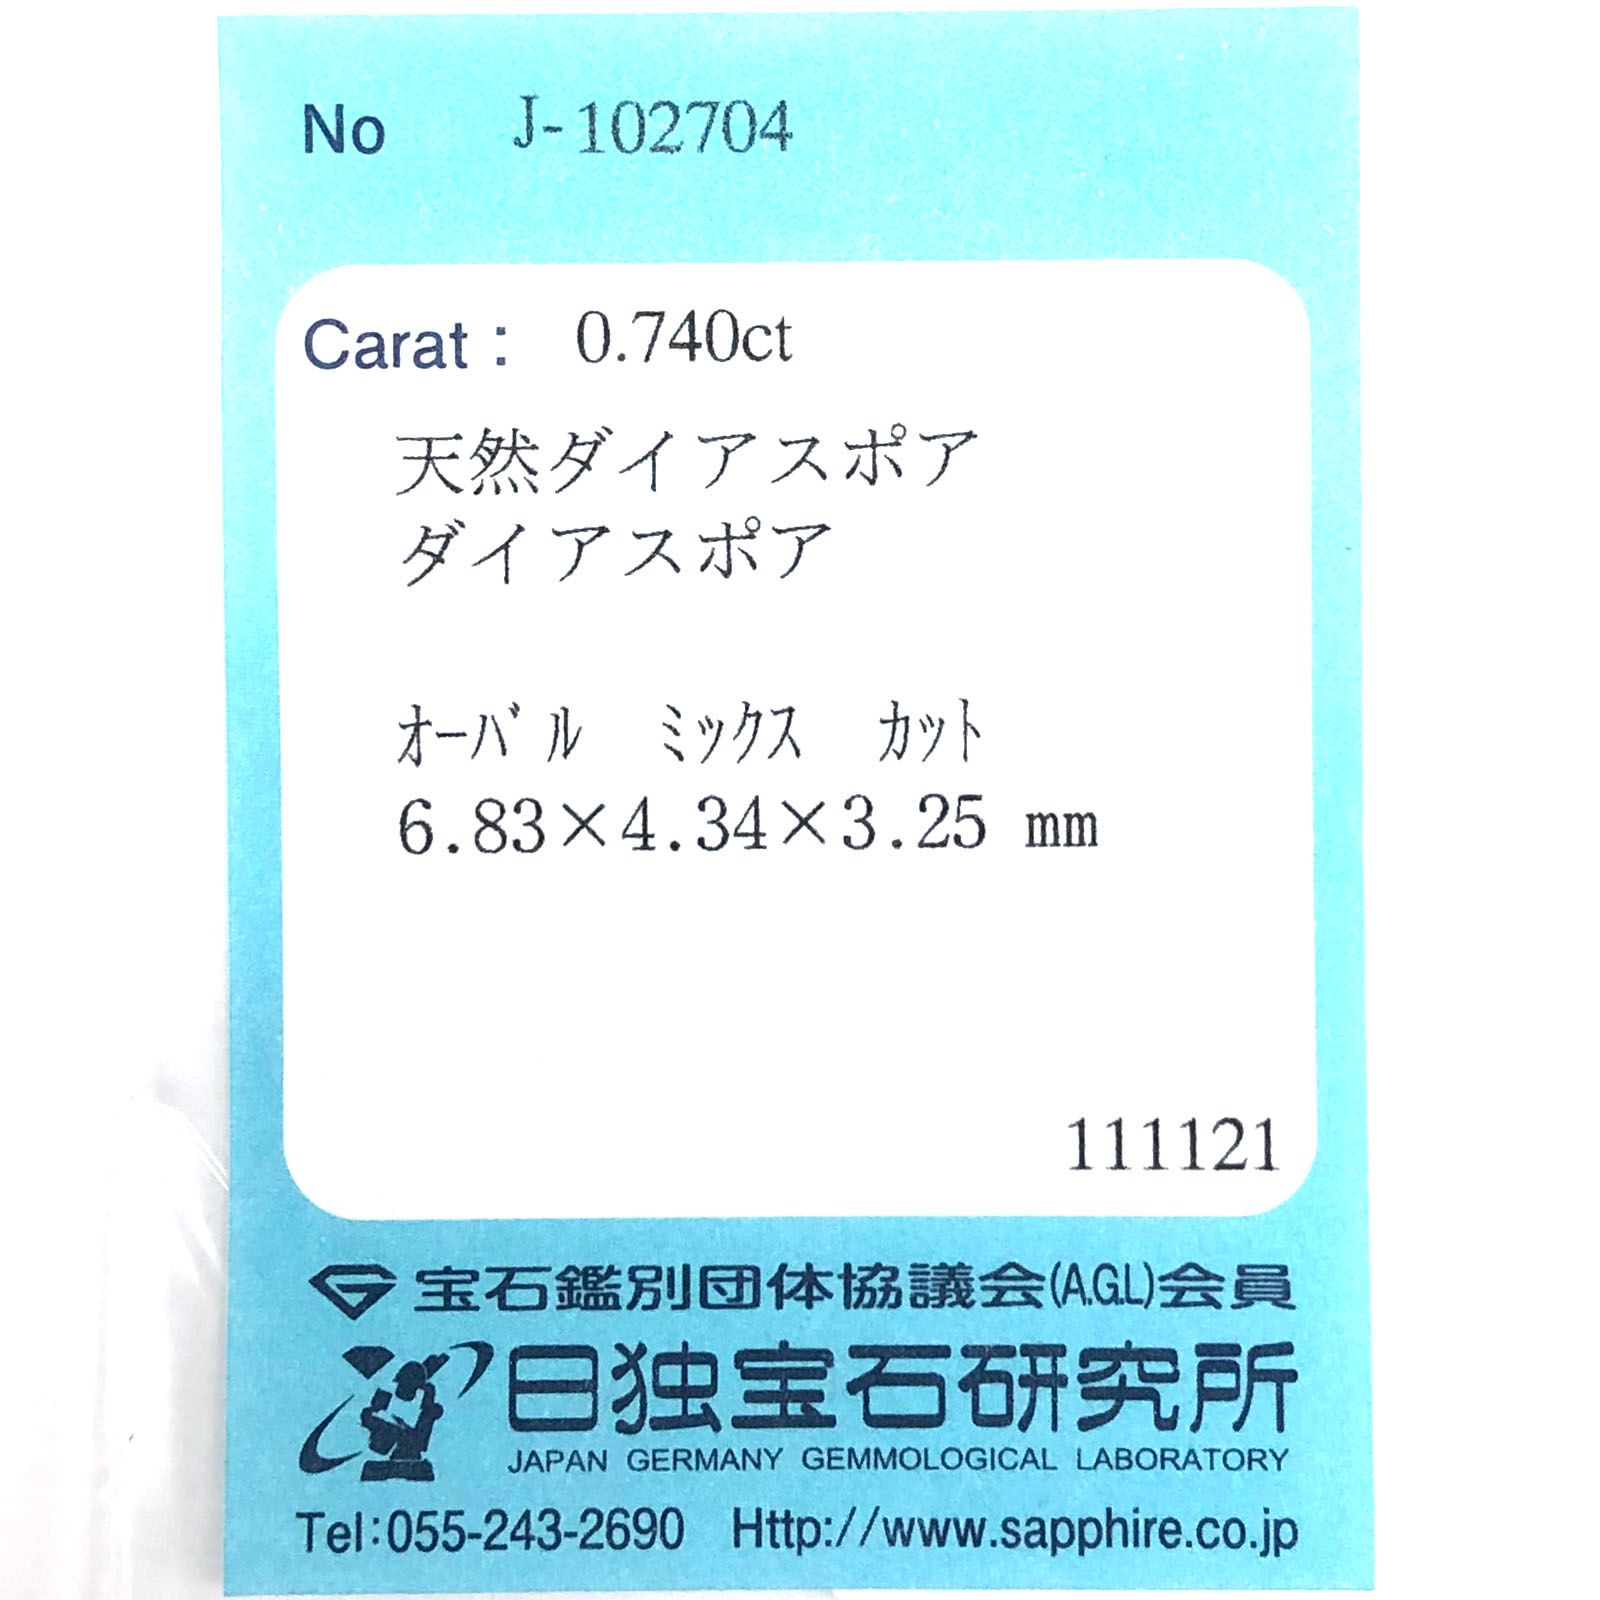 No J-102704
Carat: 0.740ct
天然ダイアスポア
ダイアスポア
ｵｰﾊﾞﾙ ﾐｯｸｽ ｶｯﾄ
6.83×4.34×3.25 mm
111121
宝石鑑別団体協議会(A.G.L)会員
日独宝石研究所
JAPAN GERMANY GEMMOLOGICAL LABORATORY
Tel:055-243-2690 Http://www.sapphire.co.jp